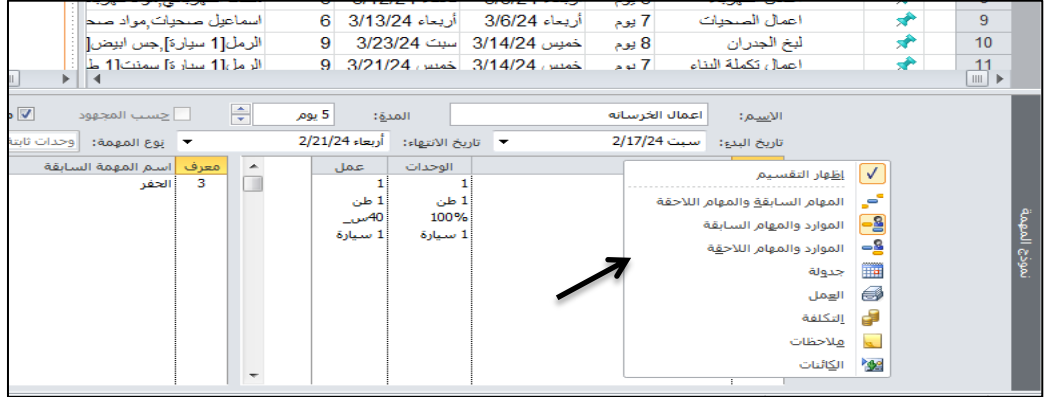 9 اعمال الصحيات 7 يوم أربعاء 3/6/24 أربعاء 3/13/24 6 اسماعيل صحيات,مواد صح
10 لبخ الجدران 8 يوم خميس 3/14/24 سبت 3/23/24 9 الرمل[1 سيارة],جس ابيض[
11 اعمال تكملة البناء 7 يوم خميس 3/14/24 خميس 3/21/24 9 الرمل[1 سيارة] سمنت[1 ط
الاسم: اعمال الخرسانه المدة: 5 يوم حسب المجهود
تاريخ البدء: سبت 2/17/24 تاريخ الانتهاء: أربعاء 2/21/24 نوع المهمة: وحدات ثابتة
الوحدات عمل معرف اسم المهمة السابقة
1 1 3 الحفر
1 طن 1 طن
100% 40س_
1 سيارة 1 سيارة
إظهار التقسيم
المهام السابقة والمهام اللاحقة
الموارد والمهام السابقة
الموارد والمهام اللاحقة
جدولة
العمل
التكلفة
ملاحظات
الكائنات
نموذج المهمة